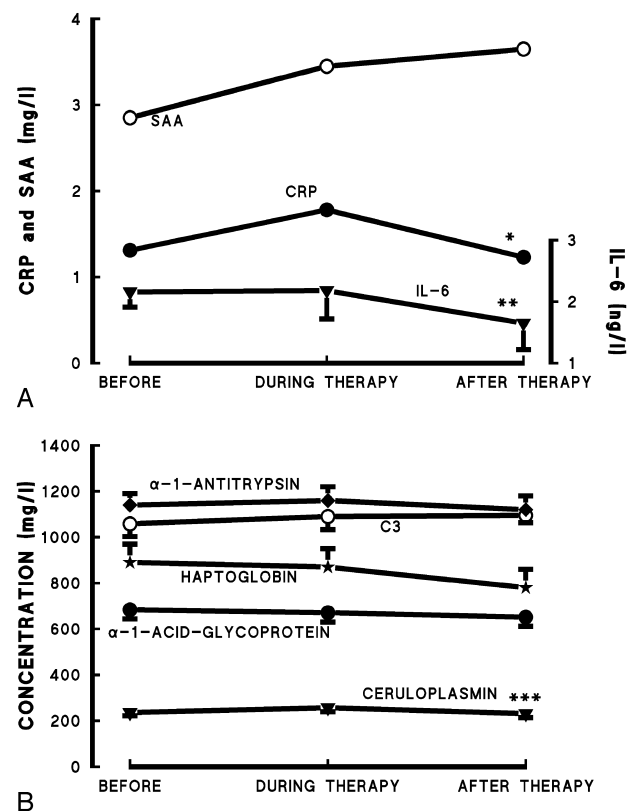 4
3
2
1
0
CRP and SAA (mg/l)
SAA
CRP
*
IL-6
**
3
2
1
IL-6 (ng/l)
BEFORE
DURING THERAPY
AFTER THERAPY
A
1400
1200
1000
800
600
400
200
0
CONCENTRATION (mg/l)
α-1-ANTITRYPSIN
C3
HAPTOGLOBIN
α-1-ACID-GLYCOPROTEIN
CERULOPLASMIN
***
BEFORE
DURING THERAPY
AFTER THERAPY
B